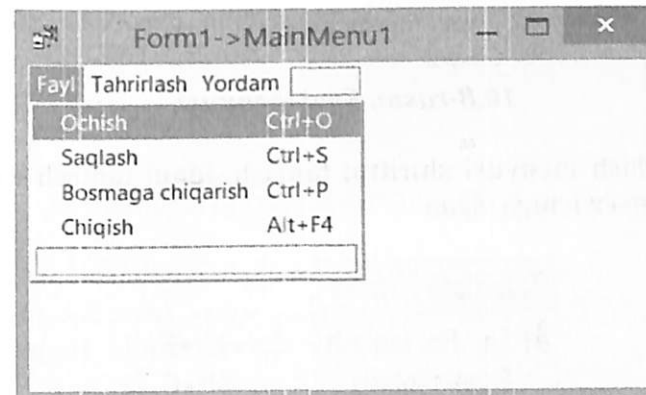 Form1->MainMenu1
Fayl Tahrirlash Yordam
Ochish Ctrl+O
Saqlash Ctrl+S
Bosmaga chiqarish Ctrl+P
Chiqish Alt+F4